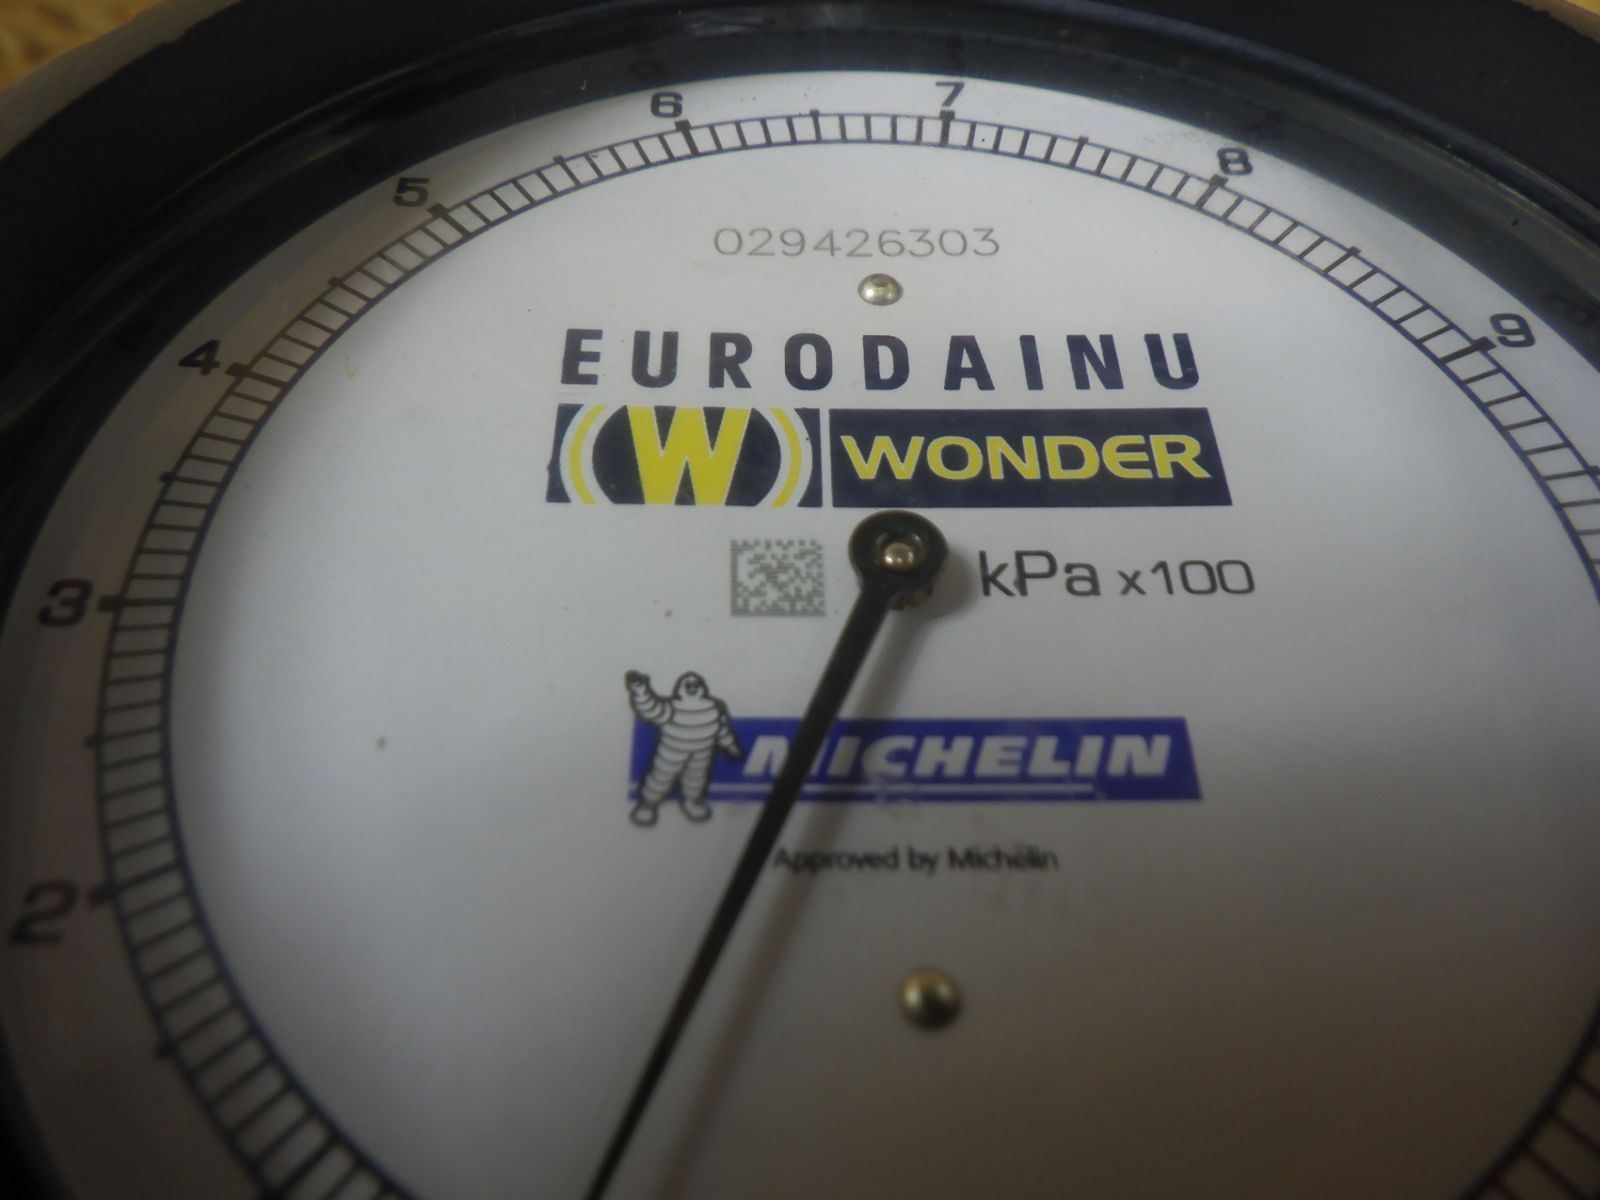 6
7
5
8
029426303
9
EURODAINU
4
W WONDER
kPa x100
3
MICHELIN
Approved by Michelin
2